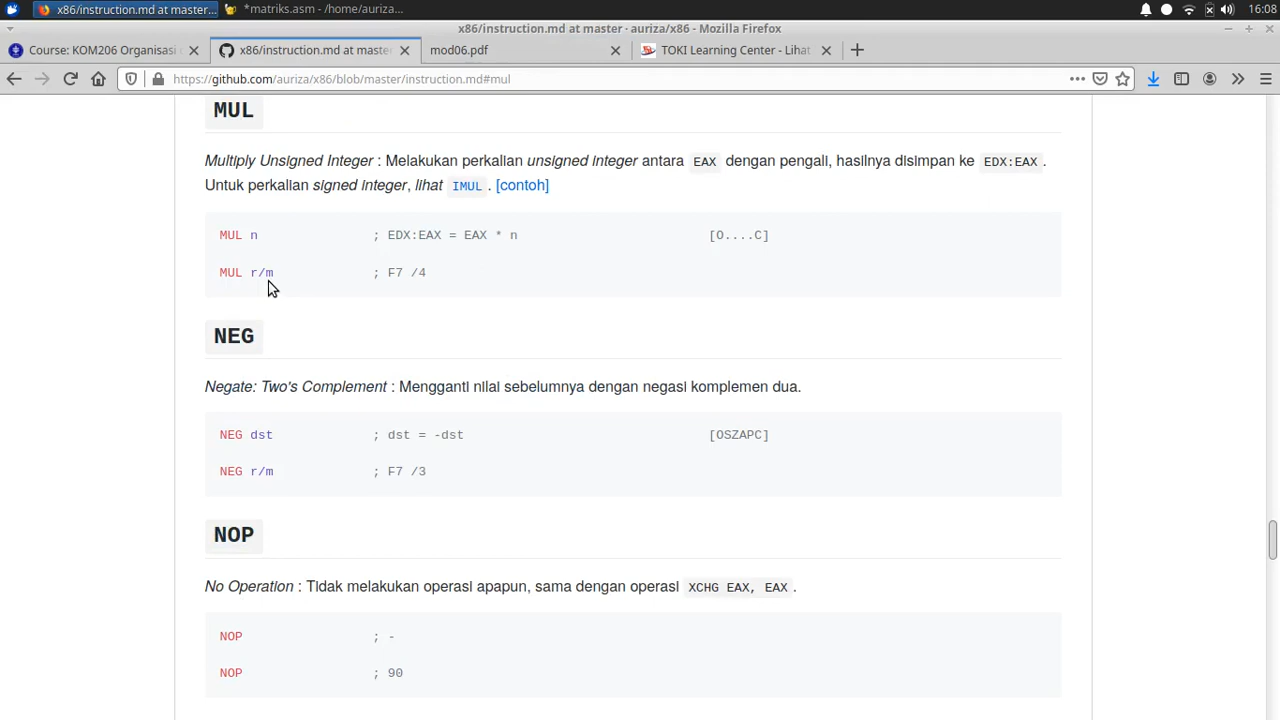 x86/instruction.md at master...
*matriks.asm - /home/auriza...
16:08
x86/instruction.md at master · auriza/x86 - Mozilla Firefox
Course: KOM206 Organisasi
x86/instruction.md at master
mod06.pdf
TOKI Learning Center - Lihat
https://github.com/auriza/x86/blob/master/instruction.md#mul
MUL
Multiply Unsigned Integer : Melakukan perkalian unsigned integer antara EAX dengan pengali, hasilnya disimpan ke EDX:EAX .
Untuk perkalian signed integer, lihat IMUL . [contoh]
MUL n ; EDX:EAX = EAX * n [O....C]
MUL r/m ; F7 /4
NEG
Negate: Two's Complement : Mengganti nilai sebelumnya dengan negasi komplemen dua.
NEG dst ; dst = -dst [OSZAPC]
NEG r/m ; F7 /3
NOP
No Operation : Tidak melakukan operasi apapun, sama dengan operasi XCHG EAX, EAX .
NOP ; -
NOP ; 90